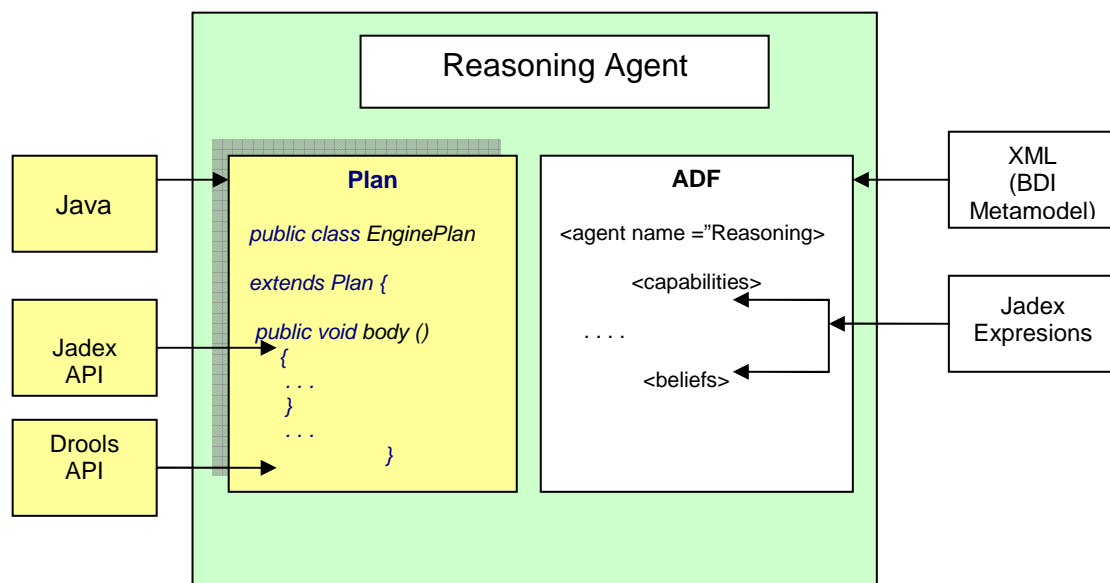 Reasoning Agent
Java
Jadex
API
Drools
API
Plan
public class EnginePlan
extends Plan {
public void body ()
{
. . .
}
. . .
}
ADF
<agent name =”Reasoning>
<capabilities>
. . . .
<beliefs>
XML
(BDI
Metamodel)
Jadex
Expresions